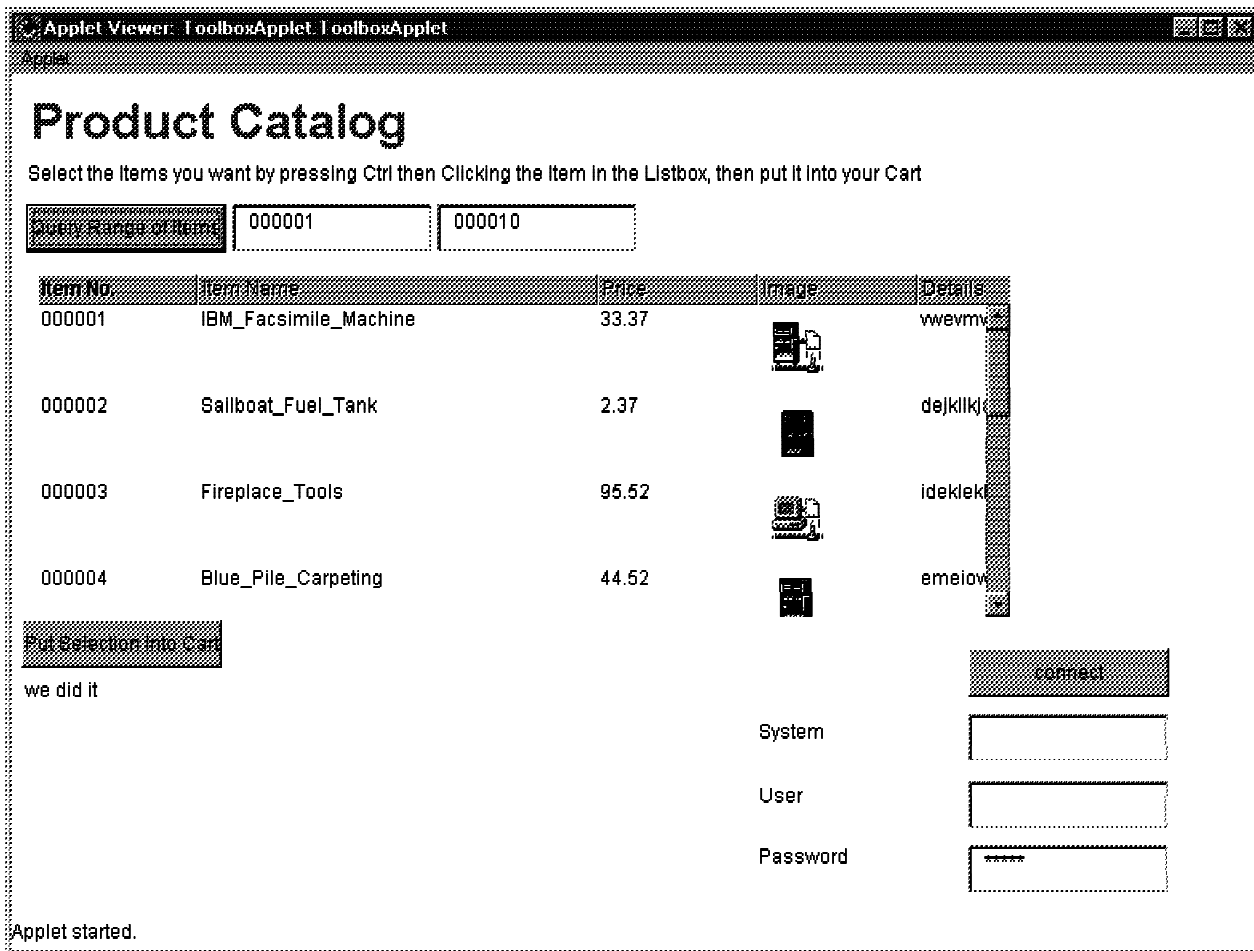 Applet Viewer: ToolboxApplet.ToolboxApplet
Applet
Product Catalog
Select the Items you want by pressing Ctrl then Clicking the Item in the Listbox, then put it into your Cart
Query Range of Items 000001 000010
Item No. Item Name Price Image Details
000001 IBM_Facsimile_Machine 33.37
000002 Sailboat_Fuel_Tank 2.37
000003 Fireplace_Tools 95.52 ideklek
000004 Blue_Pile_Carpeting 44.52 emeiow
Put Selection Into Cart
we did it
connect
System
User
Password *****
Applet started.